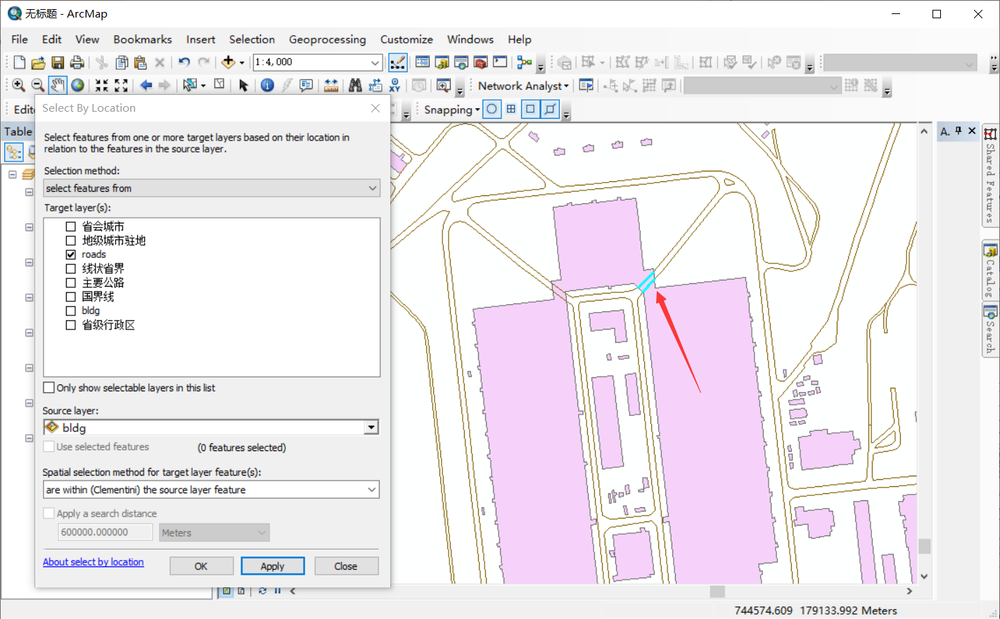 无标题 - ArcMap
File Edit View Bookmarks Insert Selection Geoprocessing Customize Windows Help
1:4,000
Network Analyst
Snapping
Select By Location
Table
A.
Select features from one or more target layers based on their location in
relation to the features in the source layer.
Selection method:
select features from
Target layer(s):
省会城市
地级城市驻地
roads
线状省界
主要公路
国界线
bldg
省级行政区
Only show selectable layers in this list
Source layer:
bldg
Use selected features (0 features selected)
Spatial selection method for target layer feature(s):
are within (Clementini) the source layer feature
Apply a search distance
600000.000000 Meters
About select by location OK Apply Close
Shared Features
Catalog
Search
744574.609 179133.992 Meters